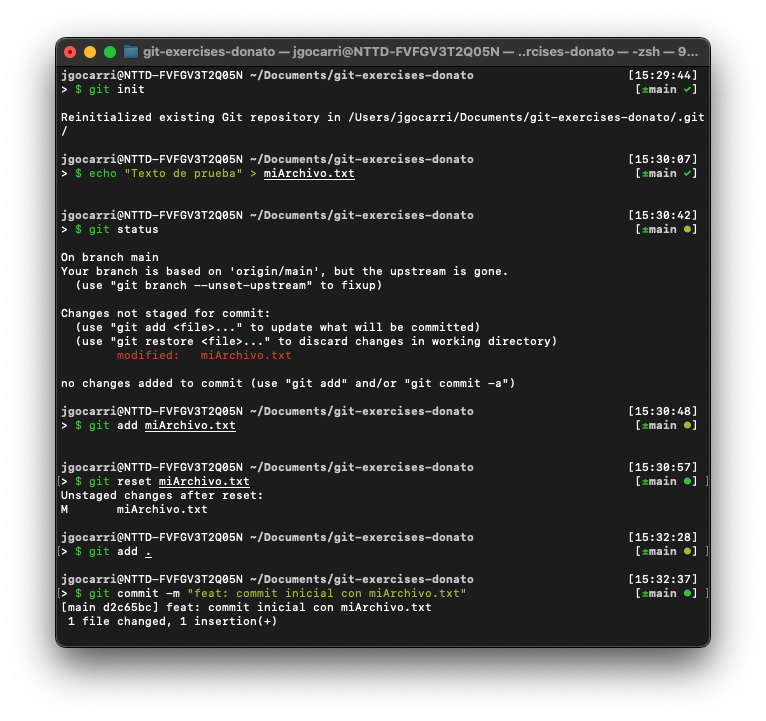 git-exercises-donato — jgocarri@NTTD-FVFGV3T2Q05N — ..rcises-donato — -zsh — 9...
jgocarri@NTTD-FVFGV3T2Q05N ~/Documents/git-exercises-donato [15:29:44]
> $ git init [±main ✓]
Reinitialized existing Git repository in /Users/jgocarri/Documents/git-exercises-donato/.git
/
jgocarri@NTTD-FVFGV3T2Q05N ~/Documents/git-exercises-donato [15:30:07]
> $ echo "Texto de prueba" > miArchivo.txt [±main ✓]
jgocarri@NTTD-FVFGV3T2Q05N ~/Documents/git-exercises-donato [15:30:42]
> $ git status [±main ●]
On branch main
Your branch is based on 'origin/main', but the upstream is gone.
  (use "git branch --unset-upstream" to fixup)
Changes not staged for commit:
  (use "git add <file>..." to update what will be committed)
  (use "git restore <file>..." to discard changes in working directory)
        modified:   miArchivo.txt
no changes added to commit (use "git add" and/or "git commit -a")
jgocarri@NTTD-FVFGV3T2Q05N ~/Documents/git-exercises-donato [15:30:48]
> $ git add miArchivo.txt [±main ●]
jgocarri@NTTD-FVFGV3T2Q05N ~/Documents/git-exercises-donato [15:30:57]
[> $ git reset miArchivo.txt [±main ●] ]
Unstaged changes after reset:
M       miArchivo.txt
jgocarri@NTTD-FVFGV3T2Q05N ~/Documents/git-exercises-donato [15:32:28]
[> $ git add . [±main ●] ]
jgocarri@NTTD-FVFGV3T2Q05N ~/Documents/git-exercises-donato [15:32:37]
[> $ git commit -m "feat: commit inicial con miArchivo.txt" [±main ●] ]
[main d2c65bc] feat: commit inicial con miArchivo.txt
 1 file changed, 1 insertion(+)